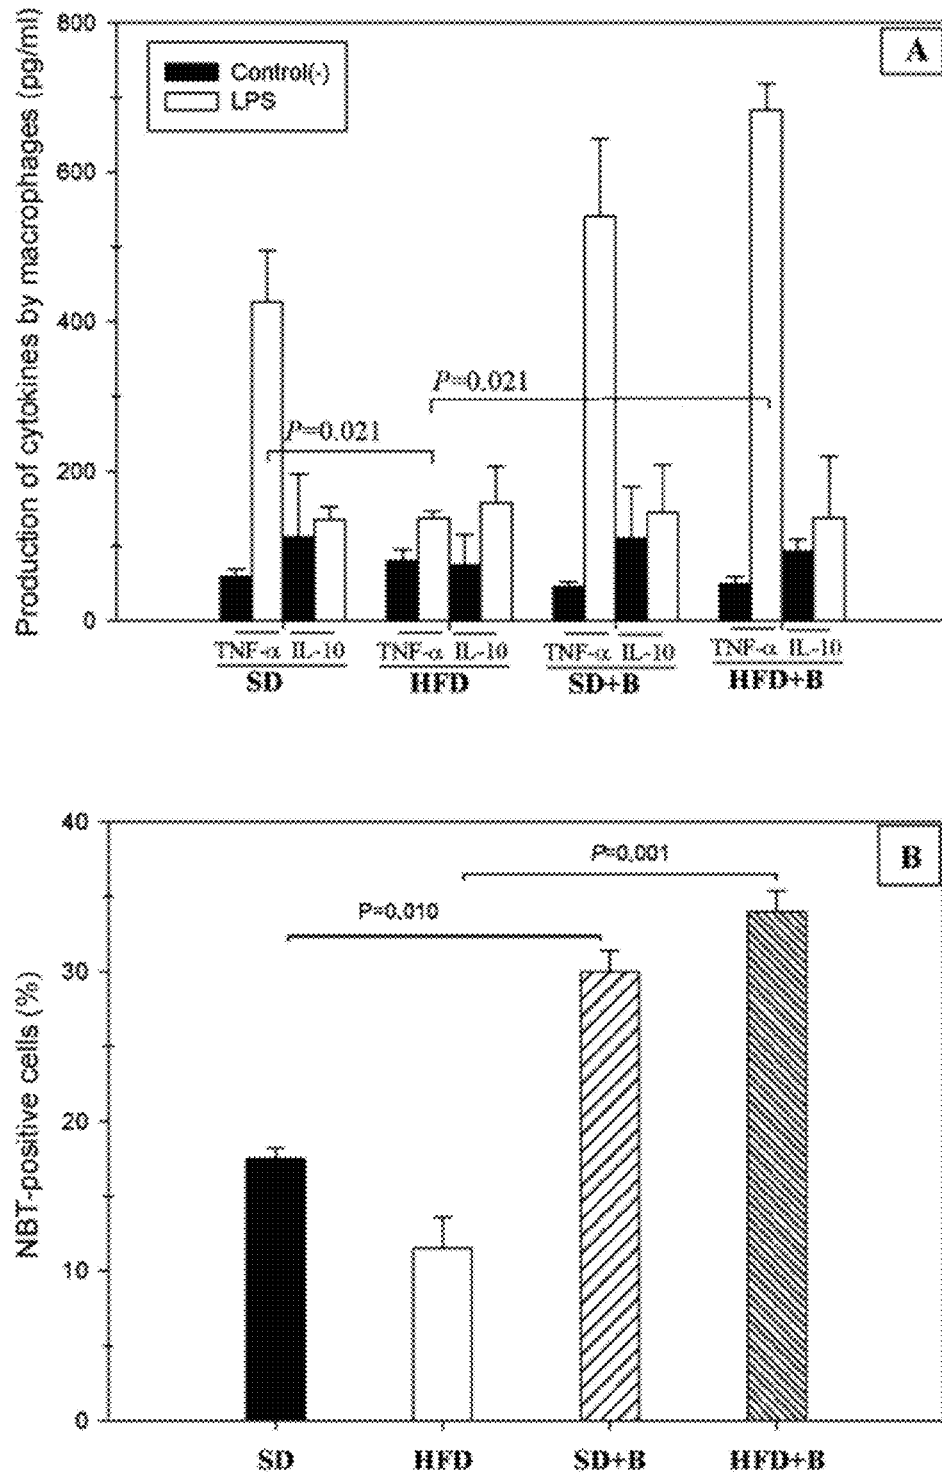 Production of cytokines by macrophages (pg/ml)
800
600
400
200
0
A
Control(-)
LPS
P=0.021
P=0.021
TNF-α IL-10 TNF-α IL-10 TNF-α IL-10 TNF-α IL-10
SD HFD SD+B HFD+B
NBT-positive cells (%)
40
30
20
10
0
B
P=0,001
P=0,010
SD HFD SD+B HFD+B